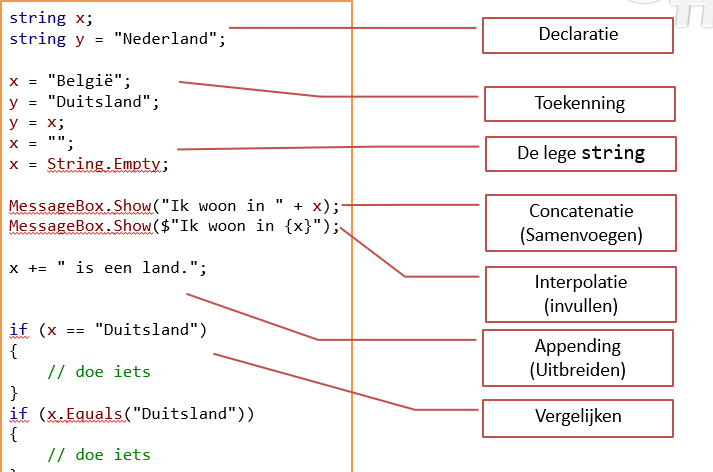 string x;
string y = "Nederland";
x = "België";
y = "Duitsland";
y = x;
x = "";
x = String.Empty;
MessageBox.Show("Ik woon in " + x);
MessageBox.Show($"Ik woon in {x}");
x += " is een land.";
if (x == "Duitsland")
{
// doe iets
}
if (x.Equals("Duitsland"))
{
// doe iets
Declaratie
Toekenning
De lege string
Concatenatie
(Samenvoegen)
Interpolatie
(invullen)
Appending
(Uitbreiden)
Vergelijken